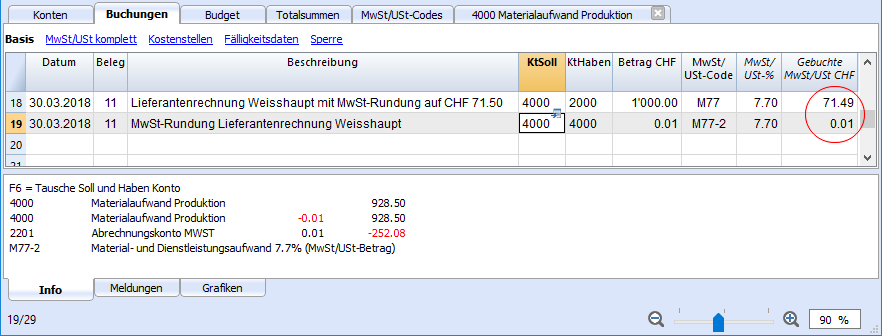 Konten Buchungen Budget Totalsummen MwSt/USt-Codes 4000 Materialaufwand Produktion
Basis MwSt/USt komplett Kostenstellen Fälligkeitsdaten Sperre
Datum Beleg Beschreibung KtSoll KtHaben Betrag CHF MwSt/ MwSt/ Gebuchte
USt-Code USt-% MwSt/USt CHF
18 30.03.2018 11 Lieferantenrechnung Weisshaupt mit MwSt-Rundung auf CHF 71.50 4000 2000 1'000.00 M77 7.70 71.49
19 30.03.2018 11 MwSt-Rundung Lieferantenrechnung Weisshaupt 4000 4000 0.01 M77-2 7.70 0.01
20
21
F6 = Tausche Soll und Haben Konto
4000 Materialaufwand Produktion 928.50
4000 Materialaufwand Produktion -0.01 928.50
2201 Abrechnungskonto MWST 0.01 -252.08
M77-2 Material- und Dienstleistungsaufwand 7.7% (MwSt/USt-Betrag)
Info Meldungen Grafiken
19/29 90 %